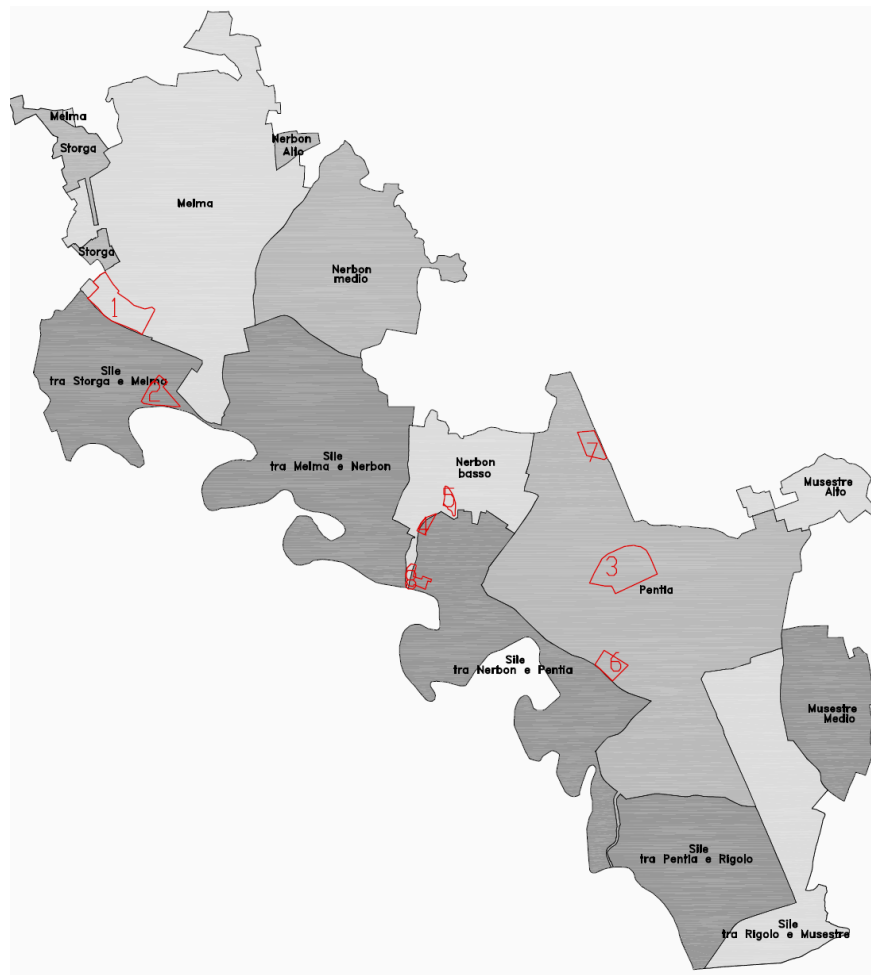 Melma
Storga
Nerbon
Alto
Melma
Storga
Nerbon
medio
1
Sile
tra Storga e Melma
2
Sile
tra Melma e Nerbon
Nerbon
basso
7
Musestre
Alto
5
4
3
Pentia
Sile
tra Nerbon e Pentia
6
Musestre
Medio
Sile
tra Pentia e Rigolo
Sile
tra Rigolo e Musestre